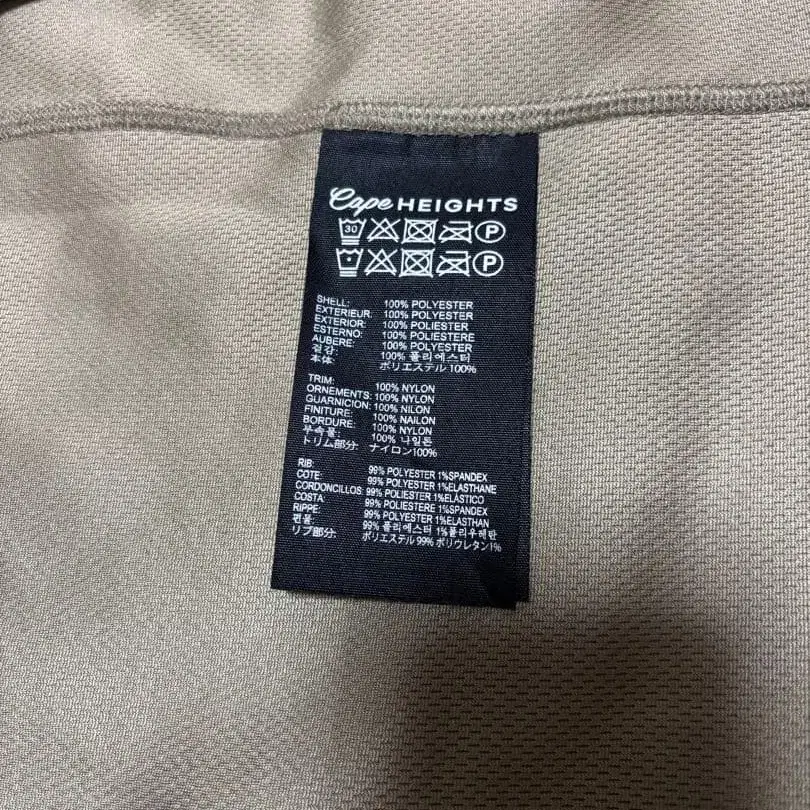 Cape HEIGHTS
30 P
P
SHELL: 100% POLYESTER
EXTERIEUR: 100% POLYESTER
EXTERIOR: 100% POLIESTER
ESTERNO: 100% POLIESTERE
AUBERE: 100% POLYESTER
겉감: 100% 폴리에스터
本体: ポリエステル 100%
TRIM: 100% NYLON
ORNEMENTS: 100% NYLON
GUARNICION: 100% NILON
FINITURE: 100% NAILON
BORDURE: 100% NYLON
부속물: 100% 나일론
トリム部分: ナイロン100%
RIB: 99% POLYESTER 1%SPANDEX
COTE: 99% POLYESTER 1%ELASTHANE
CORDONCILLOS: 99% POLIESTER 1%ELÁSTICO
COSTA: 99% POLIESTERE 1%SPANDEX
RIPPE: 99% POLYESTER 1%ELASTHAN
99% 폴리에스터 1%폴리우레탄
リブ部分: ポリエステル 99% ポリウレタン1%